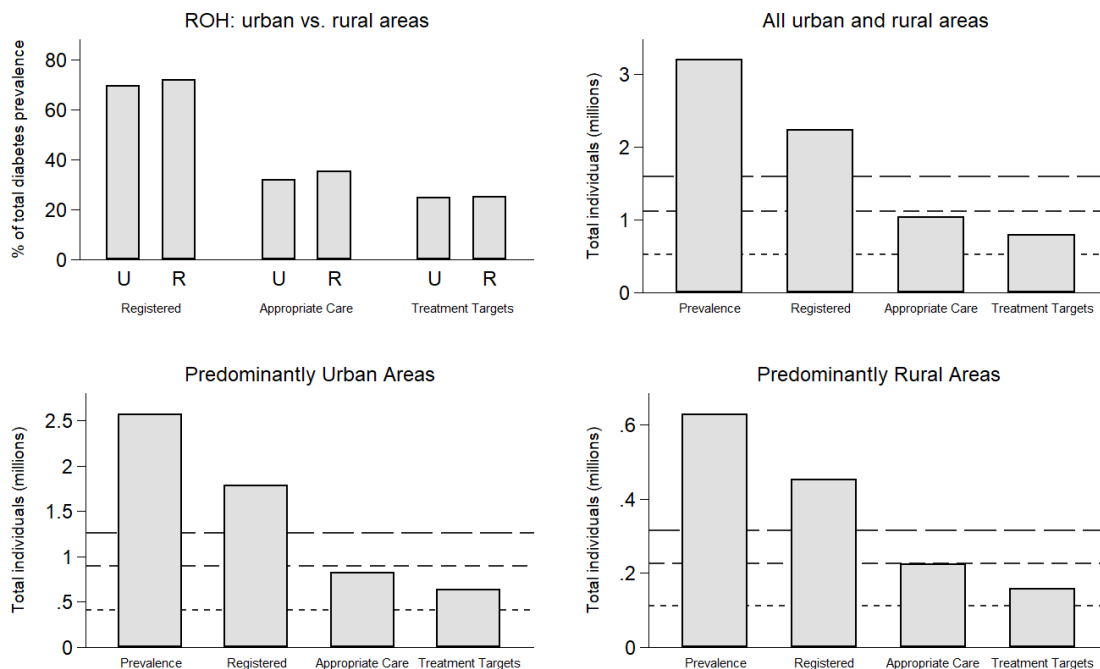 ROH: urban vs. rural areas
% of total diabetes prevalence
80
60
40
20
0
U R U R U R
Registered Appropriate Care Treatment Targets
All urban and rural areas
Total individuals (millions)
3
2
1
0
Prevalence Registered Appropriate Care Treatment Targets
Predominantly Urban Areas
Total individuals (millions)
2.5
2
1.5
1
.5
0
Prevalence Registered Appropriate Care Treatment Targets
Predominantly Rural Areas
Total individuals (millions)
.6
.4
.2
0
Prevalence Registered Appropriate Care Treatment Targets